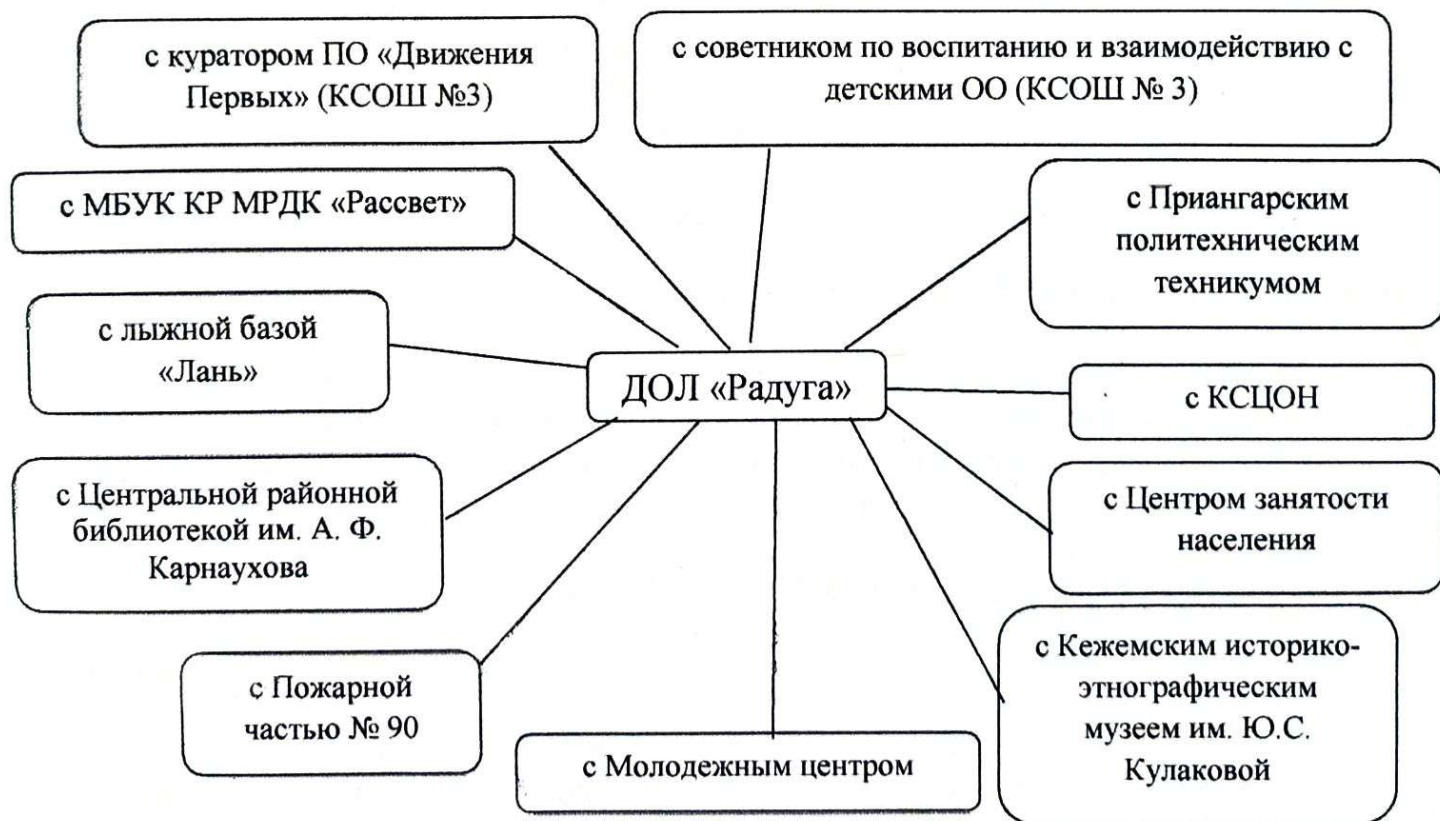 с куратором ПО «Движения
Первых» (КСОШ №3)
с советником по воспитанию и взаимодействию с
детскими ОО (КСОШ № 3)
с МБУК КР МРДК «Рассвет»
с Приангарским
политехническим
техникумом
с лыжной базой
«Лань»
ДОЛ «Радуга»
с КСЦОН
с Центральной районной
библиотекой им. А. Ф.
Карнаухова
с Центром занятости
населения
с Пожарной
частью № 90
с Молодежным центром
с Кежемским историко-
этнографическим
музеем им. Ю.С.
Кулаковой